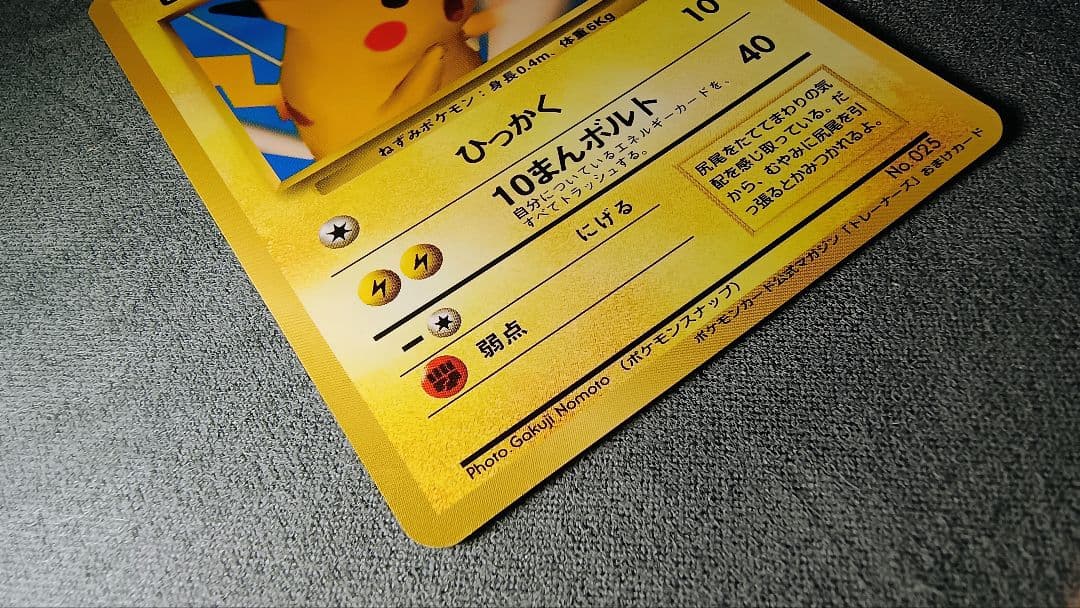 ねずみポケモン：身長0.4m、体重6Kg
ひっかく 10
10まんボルト 40
自分についているエネルギーカードを、
すべてトラッシュする。
にげる
弱点
尻尾をたててまわりの気
配を感じ取っている。だ
から、むやみに尻尾を引
っ張るとかみつかれるよ。
No.025
Photo.Gakuji Nomoto （ポケモンスナップ）
ポケモンカード公式マガジン「トレーナーズ」おまけカード